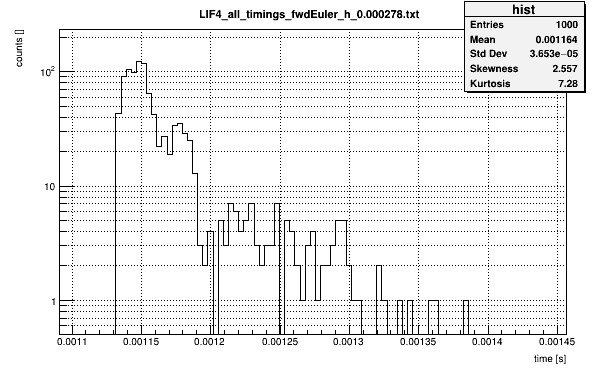 LIF4_all_timings_fwdEuler_h_0.000278.txt
hist
Entries 1000
Mean 0.001164
Std Dev 3.653e−05
Skewness 2.557
Kurtosis 7.28
counts []
10²
10
1
0.0011 0.00115 0.0012 0.00125 0.0013 0.00135 0.0014 0.00145
time [s]